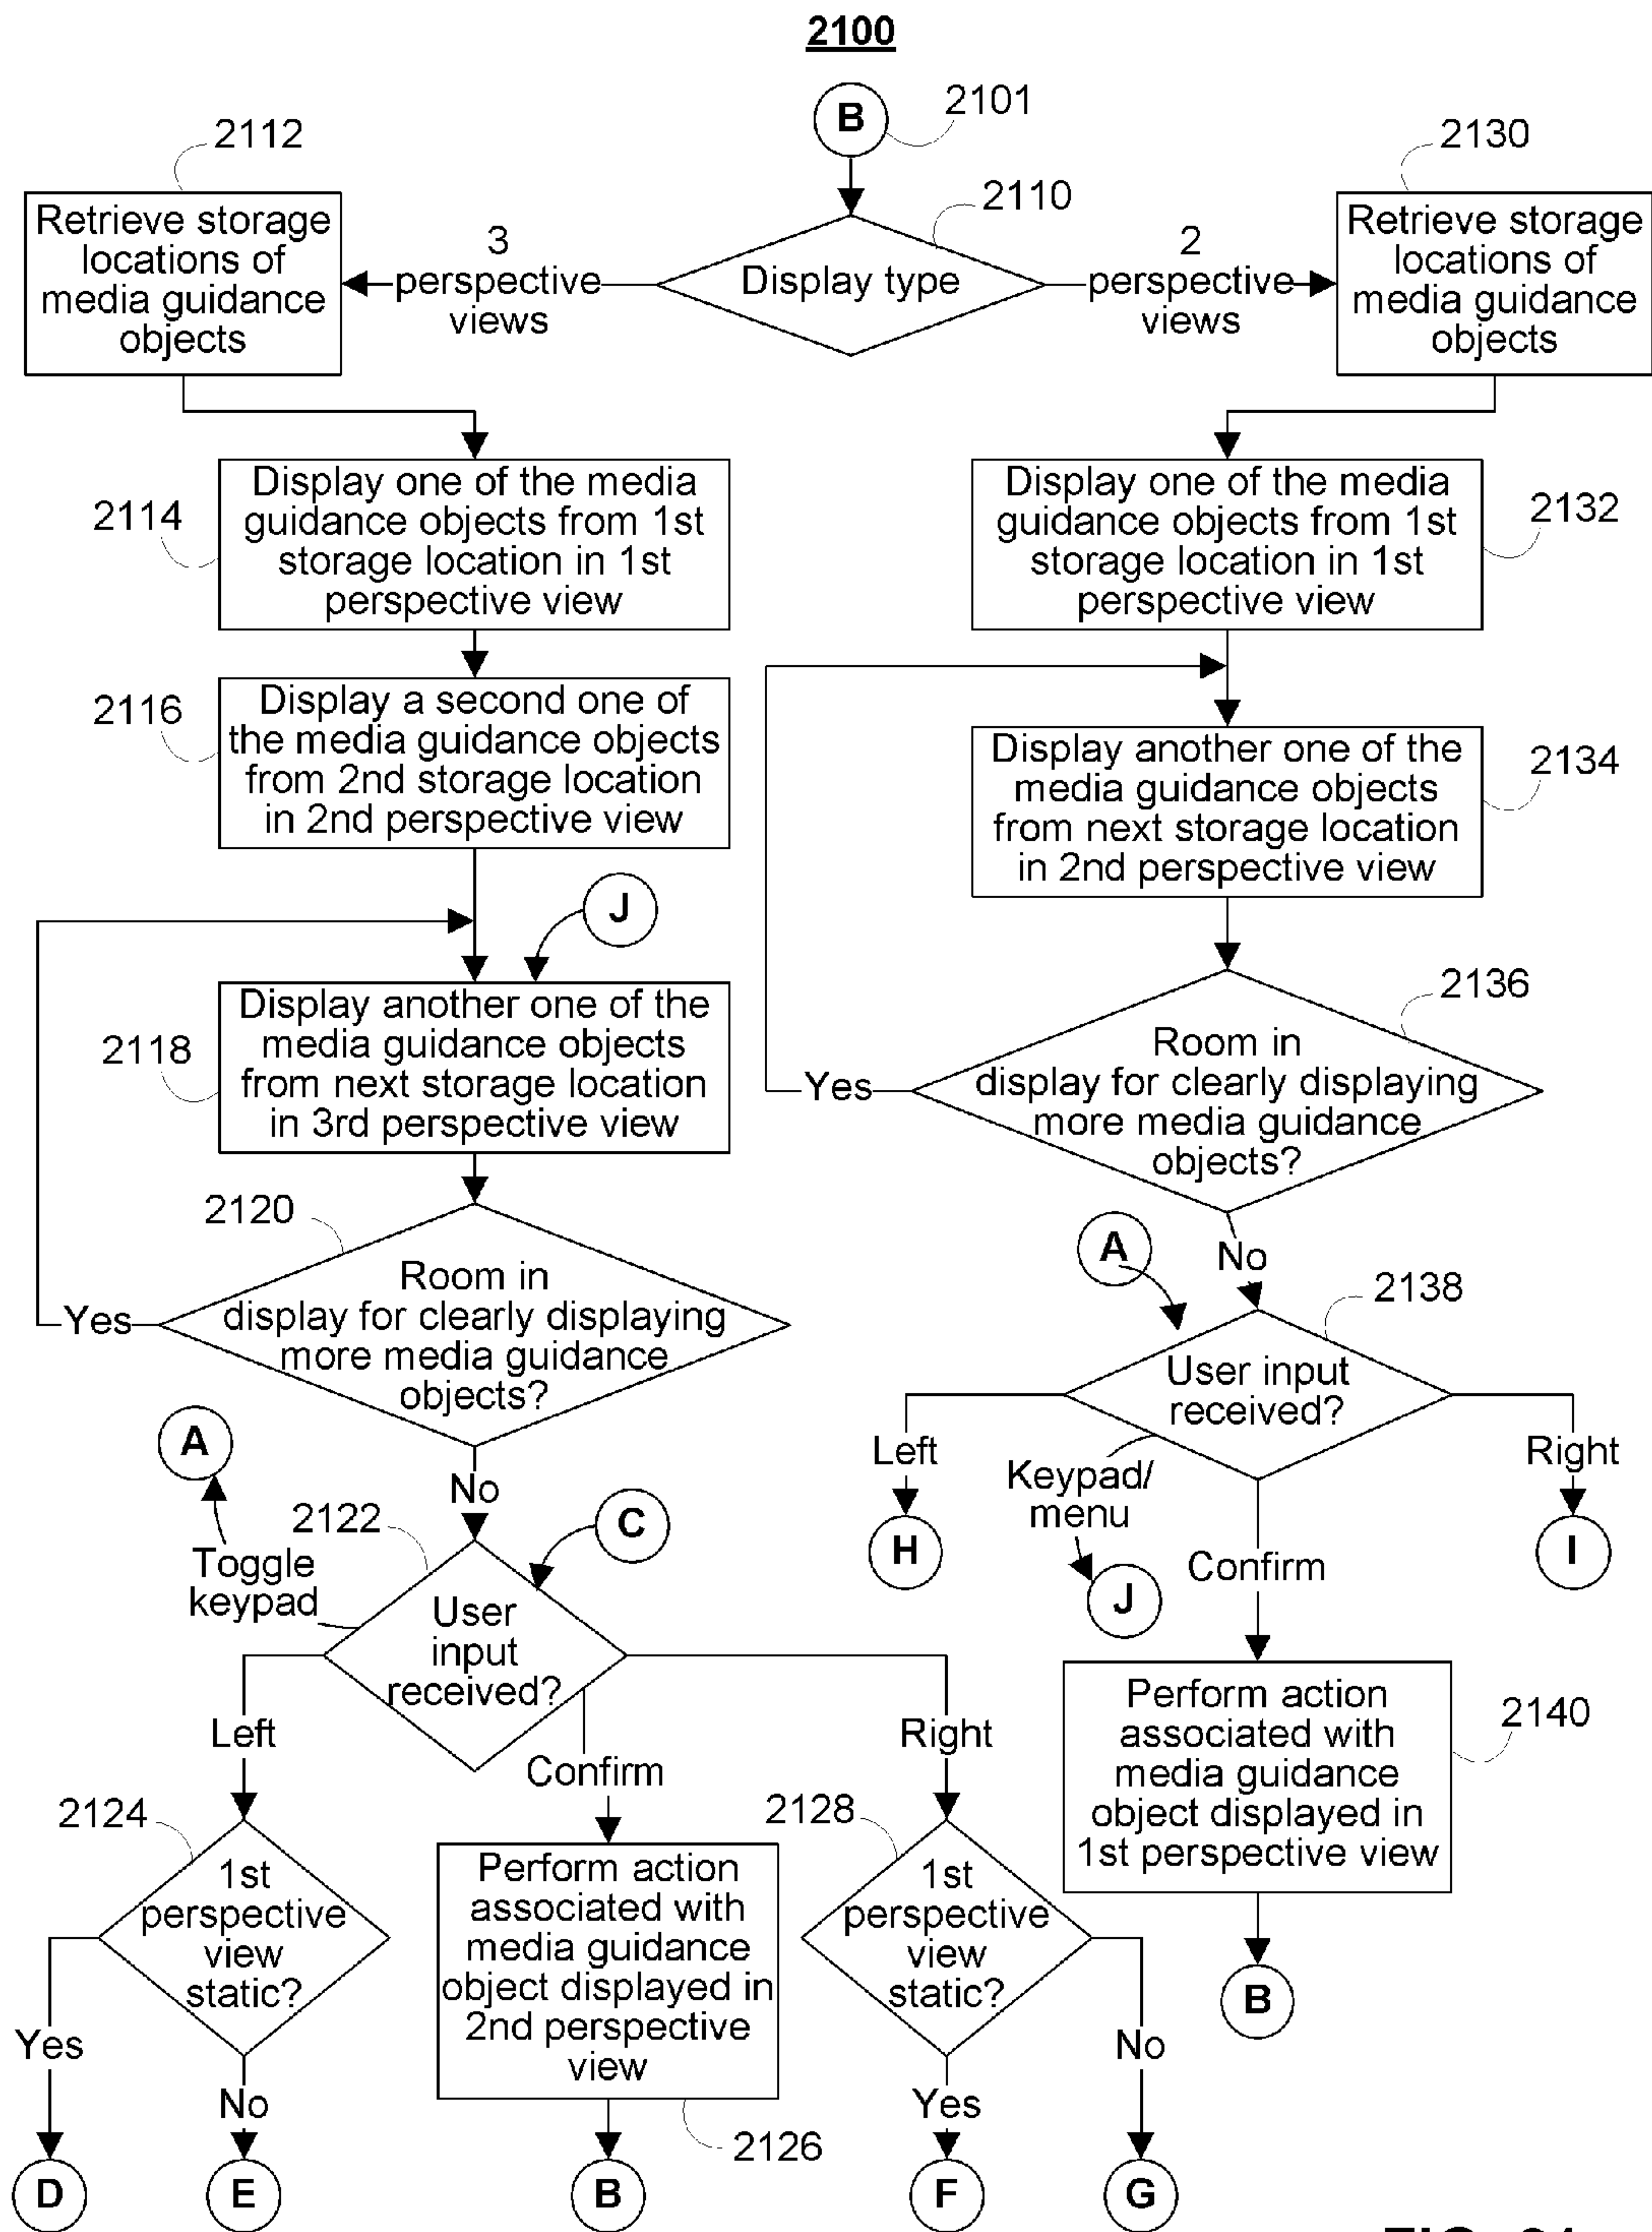 2100
B
2101
2112
2130
2110
Retrieve storage
locations of
media guidance
objects
3
perspective
views
Display type
2
perspective
views
Retrieve storage
locations of
media guidance
objects
2114
Display one of the media
guidance objects from 1st
storage location in 1st
perspective view
Display one of the media
guidance objects from 1st
storage location in 1st
perspective view
2132
2116
Display a second one of
the media guidance objects
from 2nd storage location
in 2nd perspective view
Display another one of the
media guidance objects
from next storage location
in 2nd perspective view
2134
J
2118
Display another one of the
media guidance objects
from next storage location
in 3rd perspective view
2136
Room in
display for clearly displaying
more media guidance
objects?
Yes
2120
Room in
display for clearly displaying
more media guidance
objects?
Yes
A
No
2138
User input
received?
A
No
Left
Keypad/
menu
Right
2122
C
H
J
Confirm
I
Toggle
keypad
User
input
received?
Left
Confirm
Right
Perform action
associated with
media guidance
object displayed in
1st perspective view
2140
2124
2128
1st
perspective
view
static?
Perform action
associated with
media guidance
object displayed in
2nd perspective
view
1st
perspective
view
static?
B
Yes
No
No
Yes
2126
D
E
B
F
G